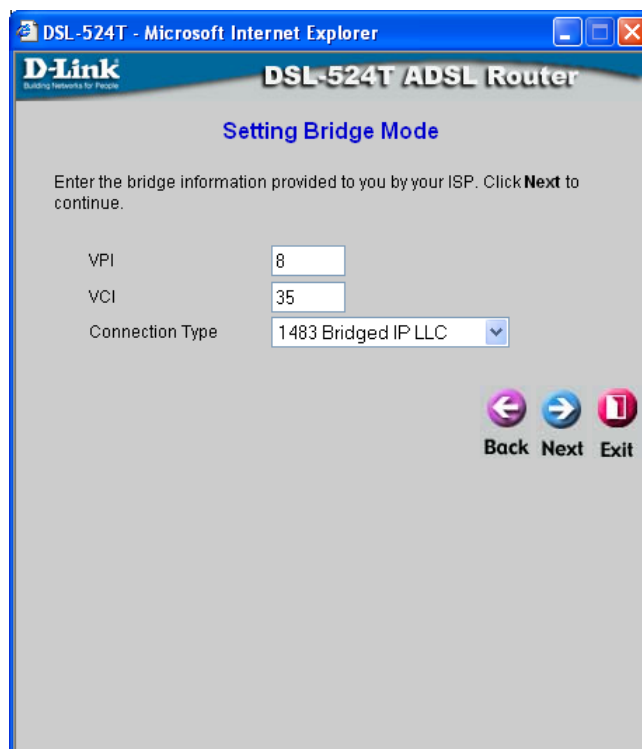 DSL-524T - Microsoft Internet Explorer
D-Link
Building Networks for People
DSL-524T ADSL Router
Setting Bridge Mode
Enter the bridge information provided to you by your ISP. Click Next to
continue.
VPI
8
VCI
35
Connection Type
1483 Bridged IP LLC
Back Next Exit